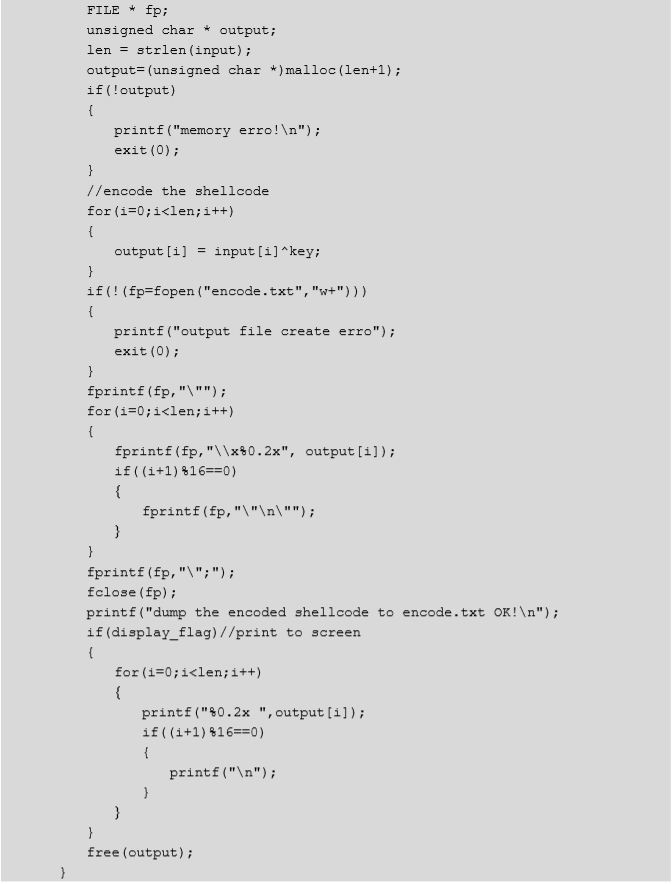 FILE * fp;
unsigned char * output;
len = strlen(input);
output=(unsigned char *)malloc(len+1);
if(!output)
{
printf("memory erro!\n");
exit(0);
}
//encode the shellcode
for(i=0;i<len;i++)
{
output[i] = input[i]^key;
}
if(!(fp=fopen("encode.txt","w+")))
{
printf("output file create erro");
exit(0);
}
fprintf(fp,"\"");
for(i=0;i<len;i++)
{
fprintf(fp,"\\x%0.2x", output[i]);
if((i+1)%16==0)
{
fprintf(fp,"\"\n\"");
}
}
fprintf(fp,"\";");
fclose(fp);
printf("dump the encoded shellcode to encode.txt OK!\n");
if(display_flag)//print to screen
{
for(i=0;i<len;i++)
{
printf("%0.2x ",output[i]);
if((i+1)%16==0)
{
printf("\n");
}
}
}
free(output);
}